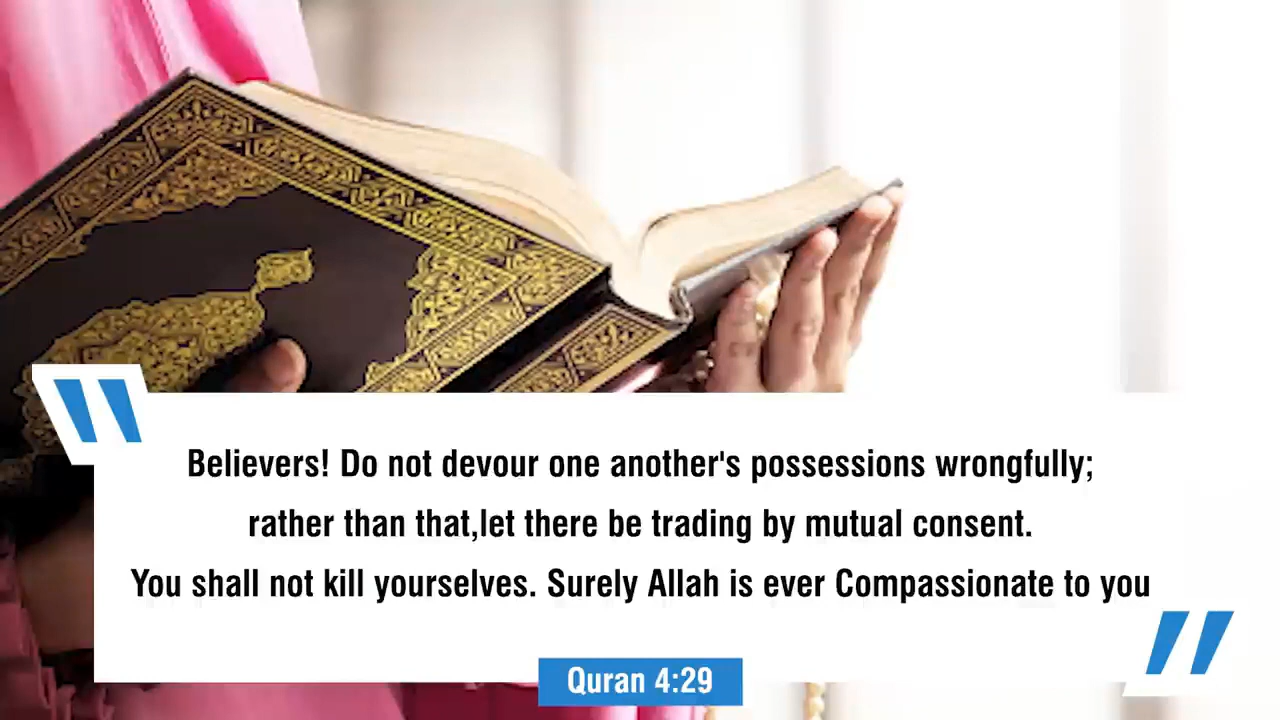 Believers! Do not devour one another's possessions wrongfully;
rather than that,let there be trading by mutual consent.
You shall not kill yourselves. Surely Allah is ever Compassionate to you
Quran 4:29